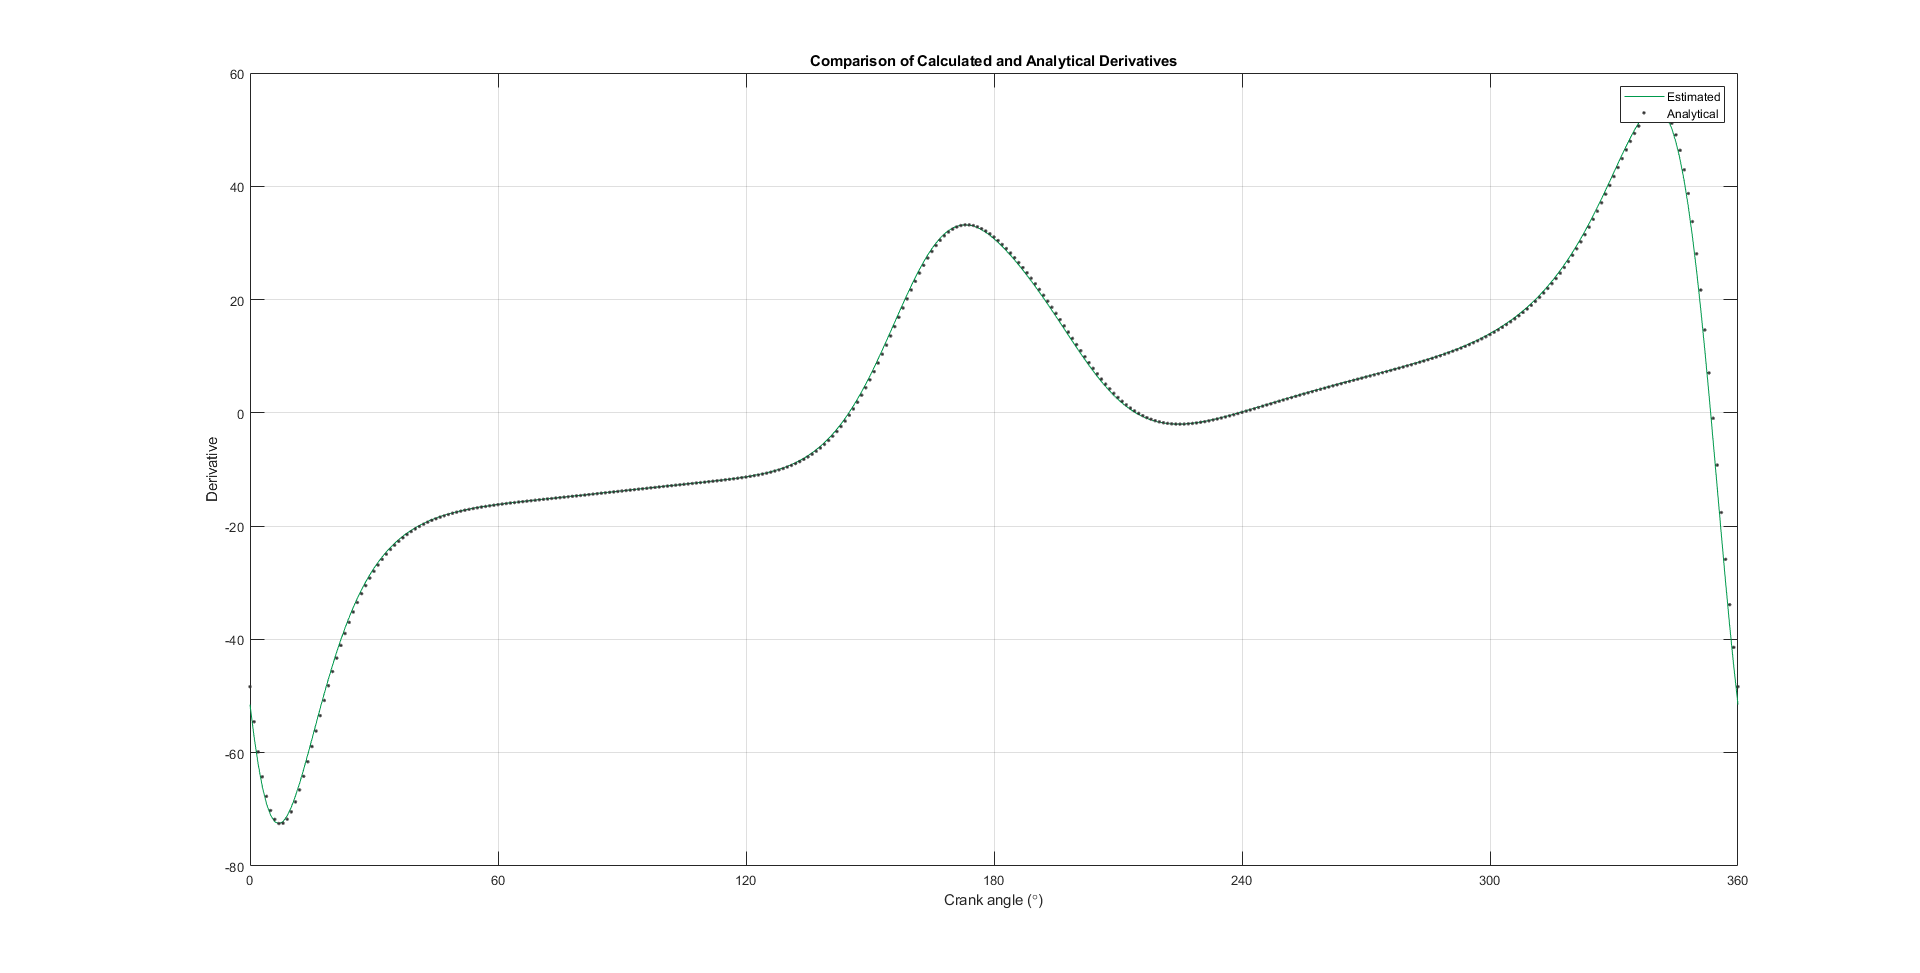 Comparison of Calculated and Analytical Derivatives
60
40
20
0
-20
-40
-60
-80
Derivative
Estimated
Analytical
0 60 120 180 240 300 360
Crank angle (°)